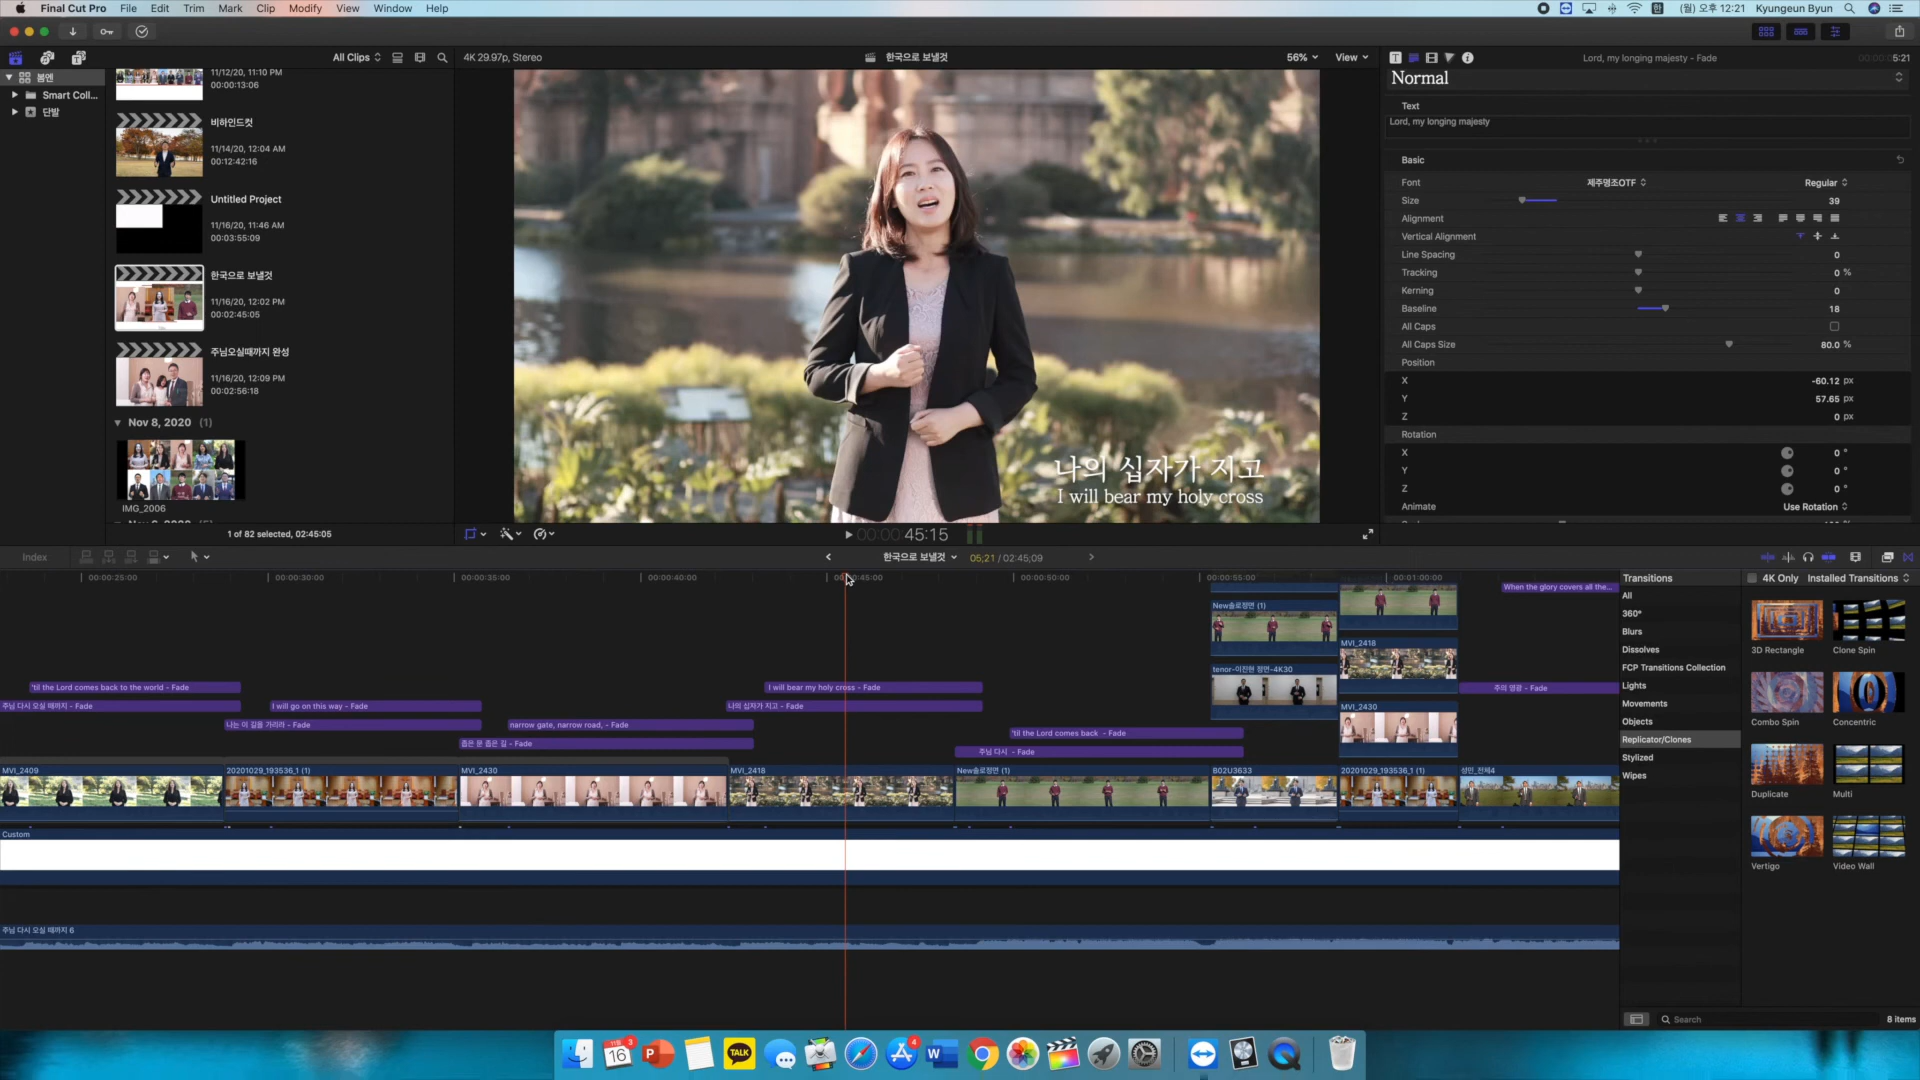 Final Cut Pro File Edit Trim Mark Clip Modify View Window Help
(월) 오후 12:21 Kyungeun Byun
All Clips
4K 29.97p, Stereo
한국으로 보낼것
56%
View
Lord, my longing majesty - Fade
5:21
봄엔
Smart Coll...
단발
11/12/20, 11:10 PM
00:00:13:06
비하인드컷
11/14/20, 12:04 AM
00:12:42:16
Untitled Project
11/16/20, 11:46 AM
00:03:55:09
한국으로 보낼것
11/16/20, 12:02 PM
00:02:45:05
주님오실때까지 완성
11/16/20, 12:09 PM
00:02:56:18
Nov 8, 2020 (1)
IMG_2006
1 of 82 selected, 02:45:05
나의 십자가 지고
I will bear my holy cross
00:00:45:15
Normal
Text
Lord, my longing majesty
Basic
Font 제주명조OTF Regular
Size 39
Alignment
Vertical Alignment
Line Spacing 0
Tracking 0 %
Kerning 0
Baseline 18
All Caps
All Caps Size 80.0 %
Position
X -60.12 px
Y 57.65 px
Z 0 px
Rotation
X 0 °
Y 0 °
Z 0 °
Animate Use Rotation
Index
한국으로 보낼것
05:21 / 02:45:09
00:00:25:00 00:00:30:00 00:00:35:00 00:00:40:00 00:00:45:00 00:00:50:00 00:00:55:00 00:01:00:00
When the glory covers all the...
New솔로정면 (1)
MVI_2418
tenor-이진현 정면-4K30
'til the Lord comes back to the world - Fade
I will bear my holy cross - Fade
주의 영광 - Fade
주님 다시 오실 때까지 - Fade
I will go on this way - Fade
나의 십자가 지고 - Fade
MVI_2430
나는 이 길을 가리라 - Fade
narrow gate, narrow road, - Fade
'til the Lord comes back - Fade
좁은 문 좁은 길 - Fade
주님 다시 - Fade
MVI_2409
20201029_193536_1 (1)
MVI_2430
MVI_2418
New솔로정면 (1)
B02U3633
20201029_193536_1 (1)
성민_전체4
Custom
주님 다시 오실 때까지 6
Transitions
4K Only
Installed Transitions
All
360°
Blurs
Dissolves
FCP Transitions Collection
Lights
Movements
Objects
Replicator/Clones
Stylized
Wipes
3D Rectangle
Clone Spin
Combo Spin
Concentric
Duplicate
Multi
Vertigo
Video Wall
Search
8 items
11월
16
3
TALK
4